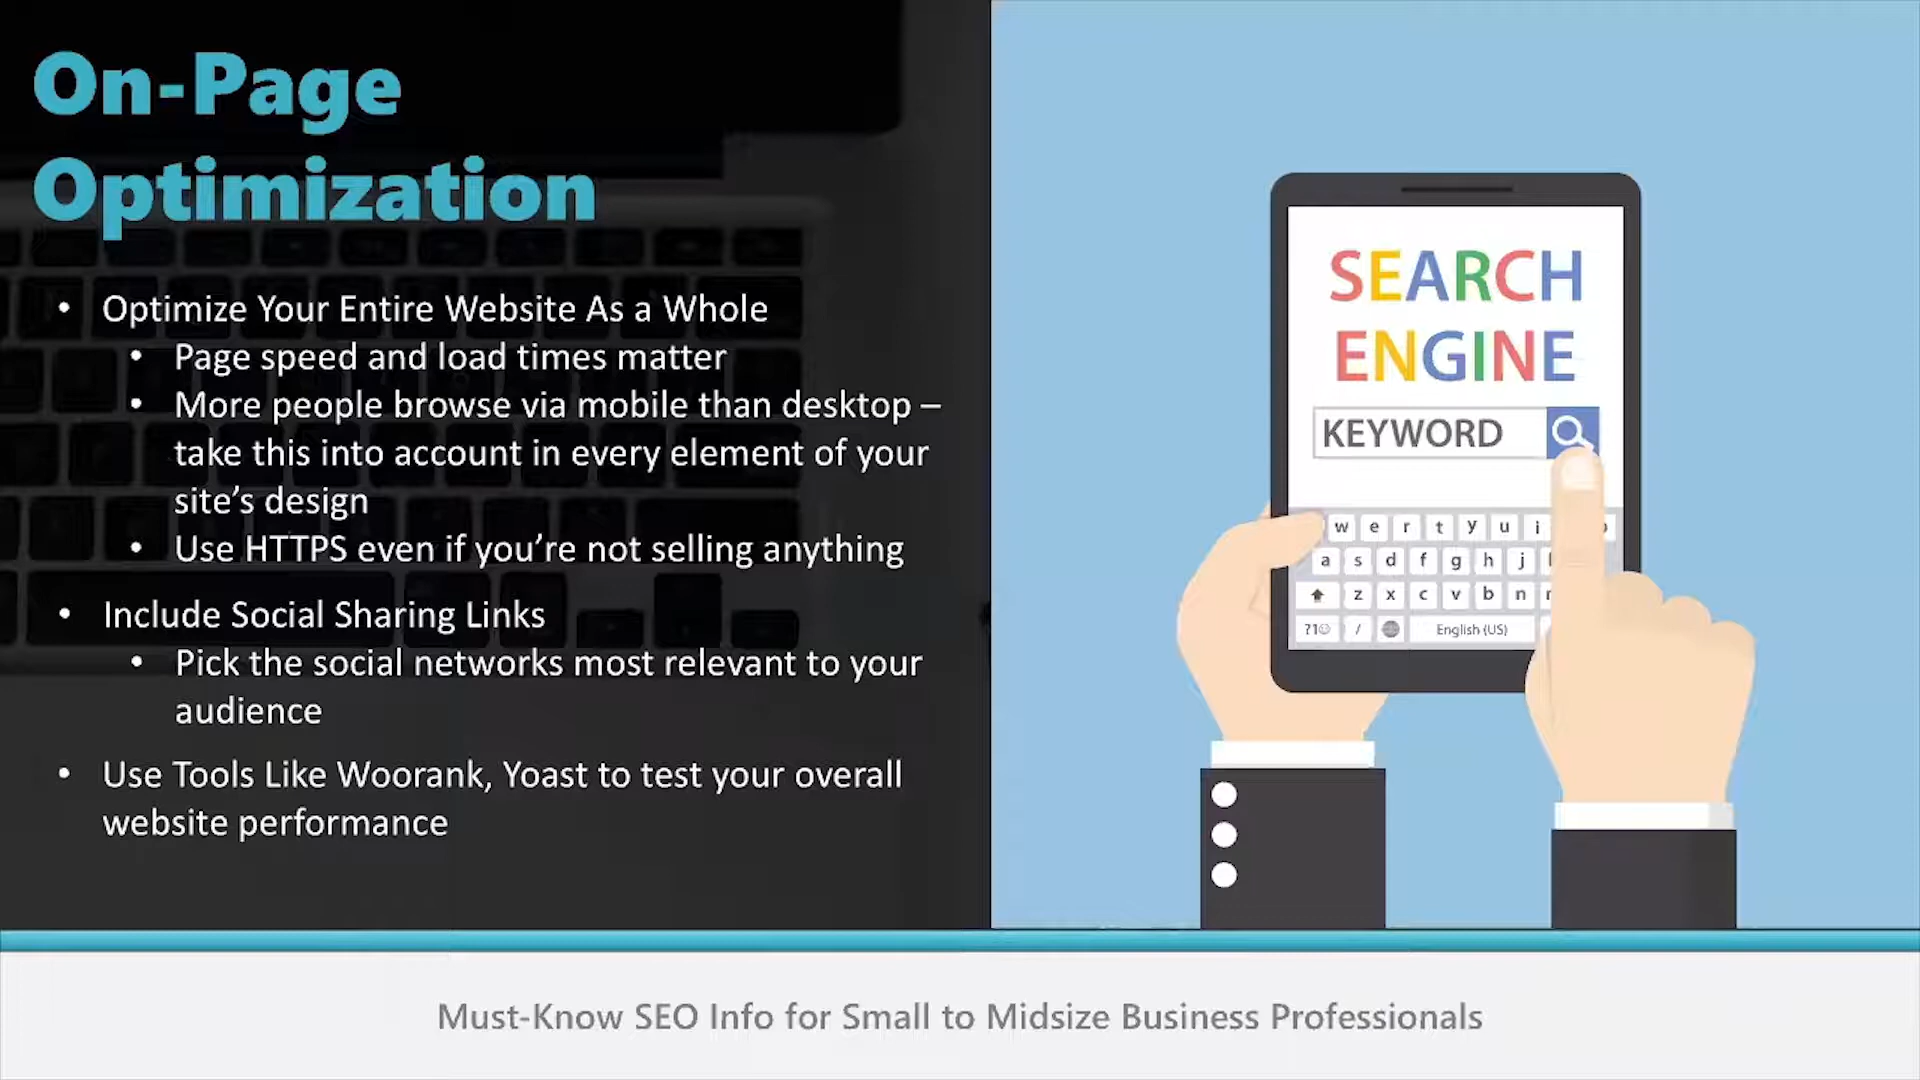 On-Page
Optimization
• Optimize Your Entire Website As a Whole
• Page speed and load times matter
• More people browse via mobile than desktop –
take this into account in every element of your
site’s design
• Use HTTPS even if you’re not selling anything
• Include Social Sharing Links
• Pick the social networks most relevant to your
audience
• Use Tools Like Woorank, Yoast to test your overall
website performance
SEARCH
ENGINE
KEYWORD
w e r t y u i
a s d f g h j
z x c v b n
?1☺ / English (US)
Must-Know SEO Info for Small to Midsize Business Professionals